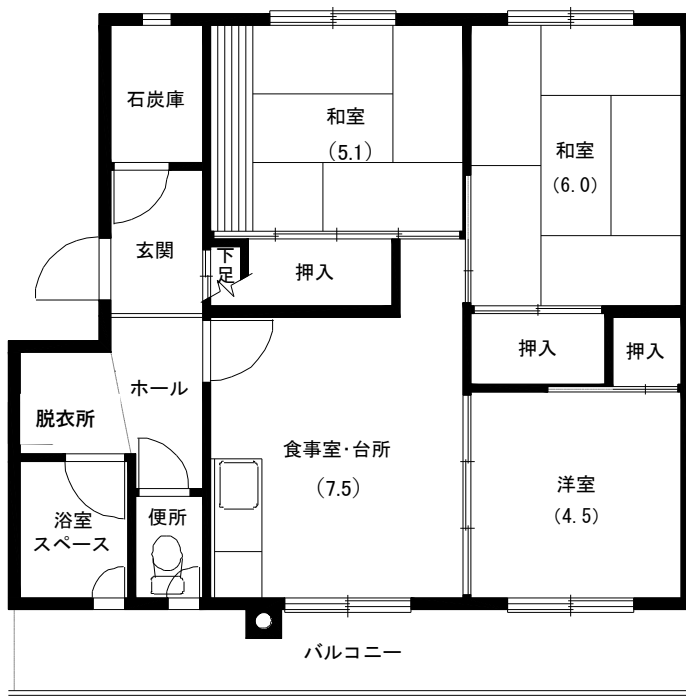 石炭庫
和室
(5.1)
和室
(6.0)
玄関
下足
押入
押入
押入
ホール
脱衣所
食事室・台所
(7.5)
洋室
(4.5)
浴室
スペース
便所
バルコニー